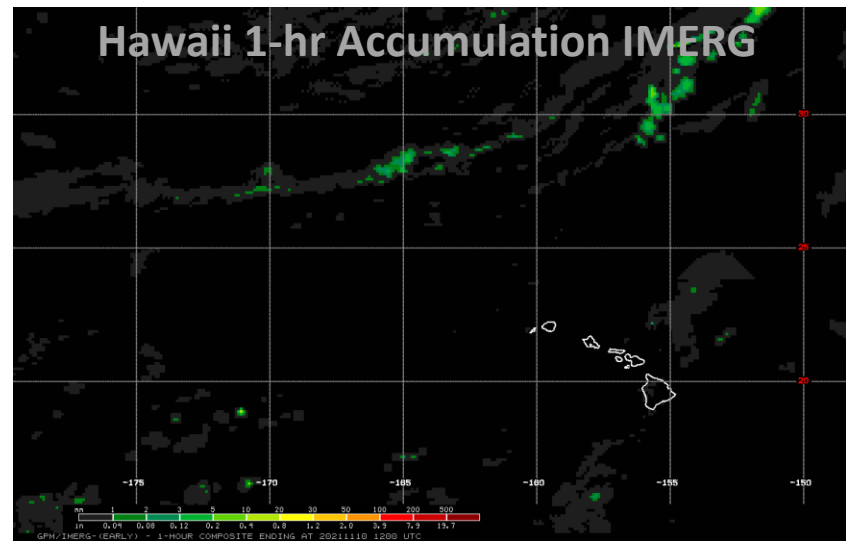 Hawaii 1-hr Accumulation IMERG
30
25
20
-175 -170 -165 -160 -155 -150
mm 1 2 3 5 10 20 30 50 100 200 500
in 0.04 0.08 0.12 0.2 0.4 0.8 1.2 2.0 3.9 7.9 19.7
GPM/IMERG-(EARLY) - 1-HOUR COMPOSITE ENDING AT 20211110 1200 UTC